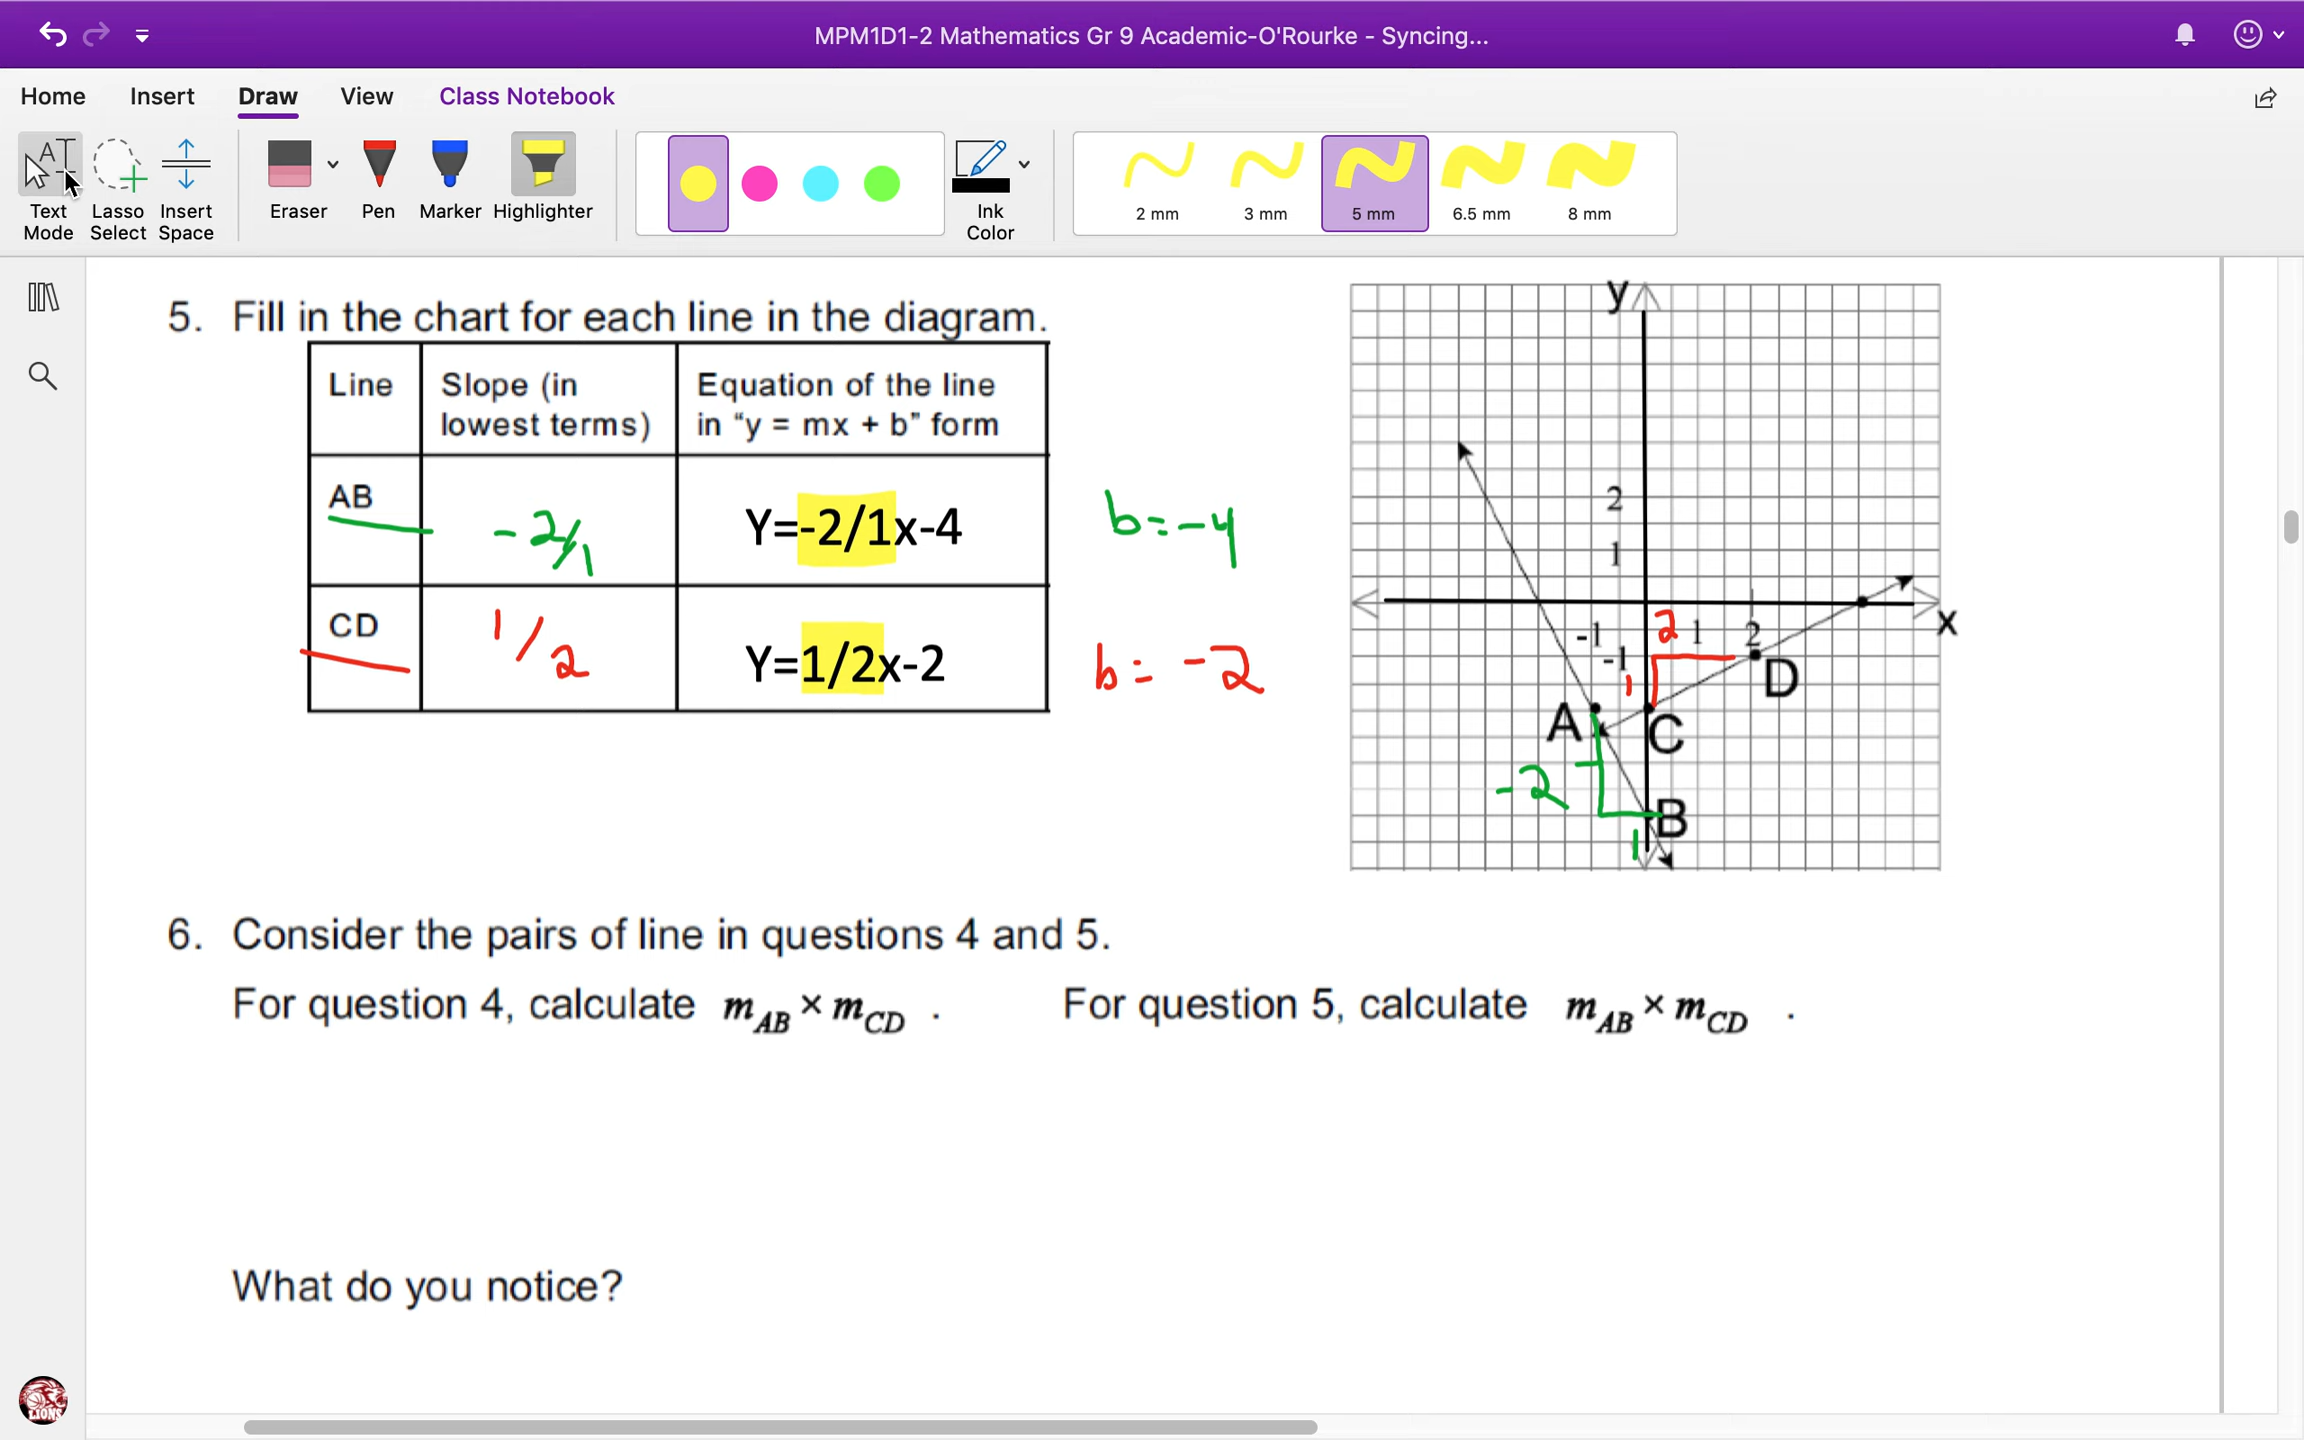 MPM1D1-2 Mathematics Gr 9 Academic-O'Rourke - Syncing...
Home Insert Draw View Class Notebook
Text Mode
Lasso Select
Insert Space
Eraser
Pen
Marker
Highlighter
Ink Color
2 mm 3 mm 5 mm 6.5 mm 8 mm
5. Fill in the chart for each line in the diagram.
Line
Slope (in
lowest terms)
Equation of the line
in “y = mx + b” form
AB
-2/1
Y=-2/1x-4
b=-4
CD
1/2
Y=1/2x-2
b= -2
y
2
1
x
-1
2
1
2
-1
1
D
A
C
-2
B
1
6. Consider the pairs of line in questions 4 and 5.
For question 4, calculate m_AB × m_CD .
For question 5, calculate m_AB × m_CD .
What do you notice?
LIONS